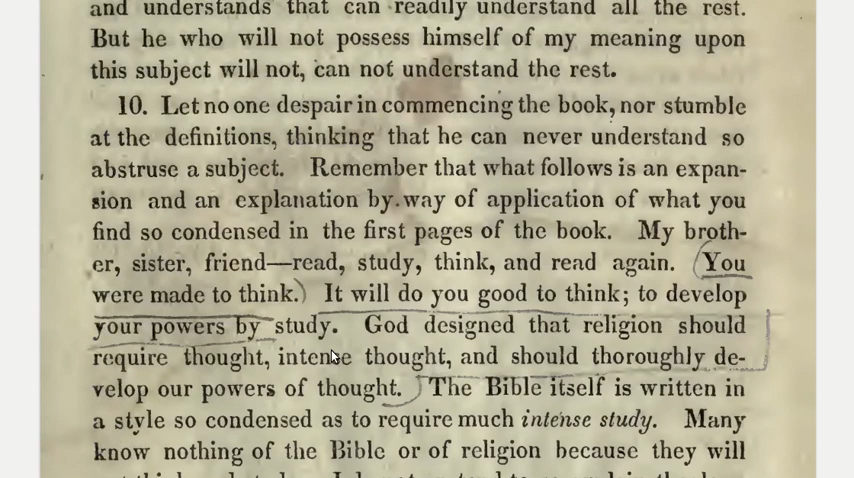 and understands that can readily understand all the rest.
But he who will not possess himself of my meaning upon
this subject will not, can not understand the rest.
10. Let no one despair in commencing the book, nor stumble
at the definitions, thinking that he can never understand so
abstruse a subject. Remember that what follows is an expan-
sion and an explanation by way of application of what you
find so condensed in the first pages of the book. My broth-
er, sister, friend—read, study, think, and read again. You
were made to think. It will do you good to think; to develop
your powers by study. God designed that religion should
require thought, intense thought, and should thoroughly de-
velop our powers of thought. The Bible itself is written in
a style so condensed as to require much intense study. Many
know nothing of the Bible or of religion because they will